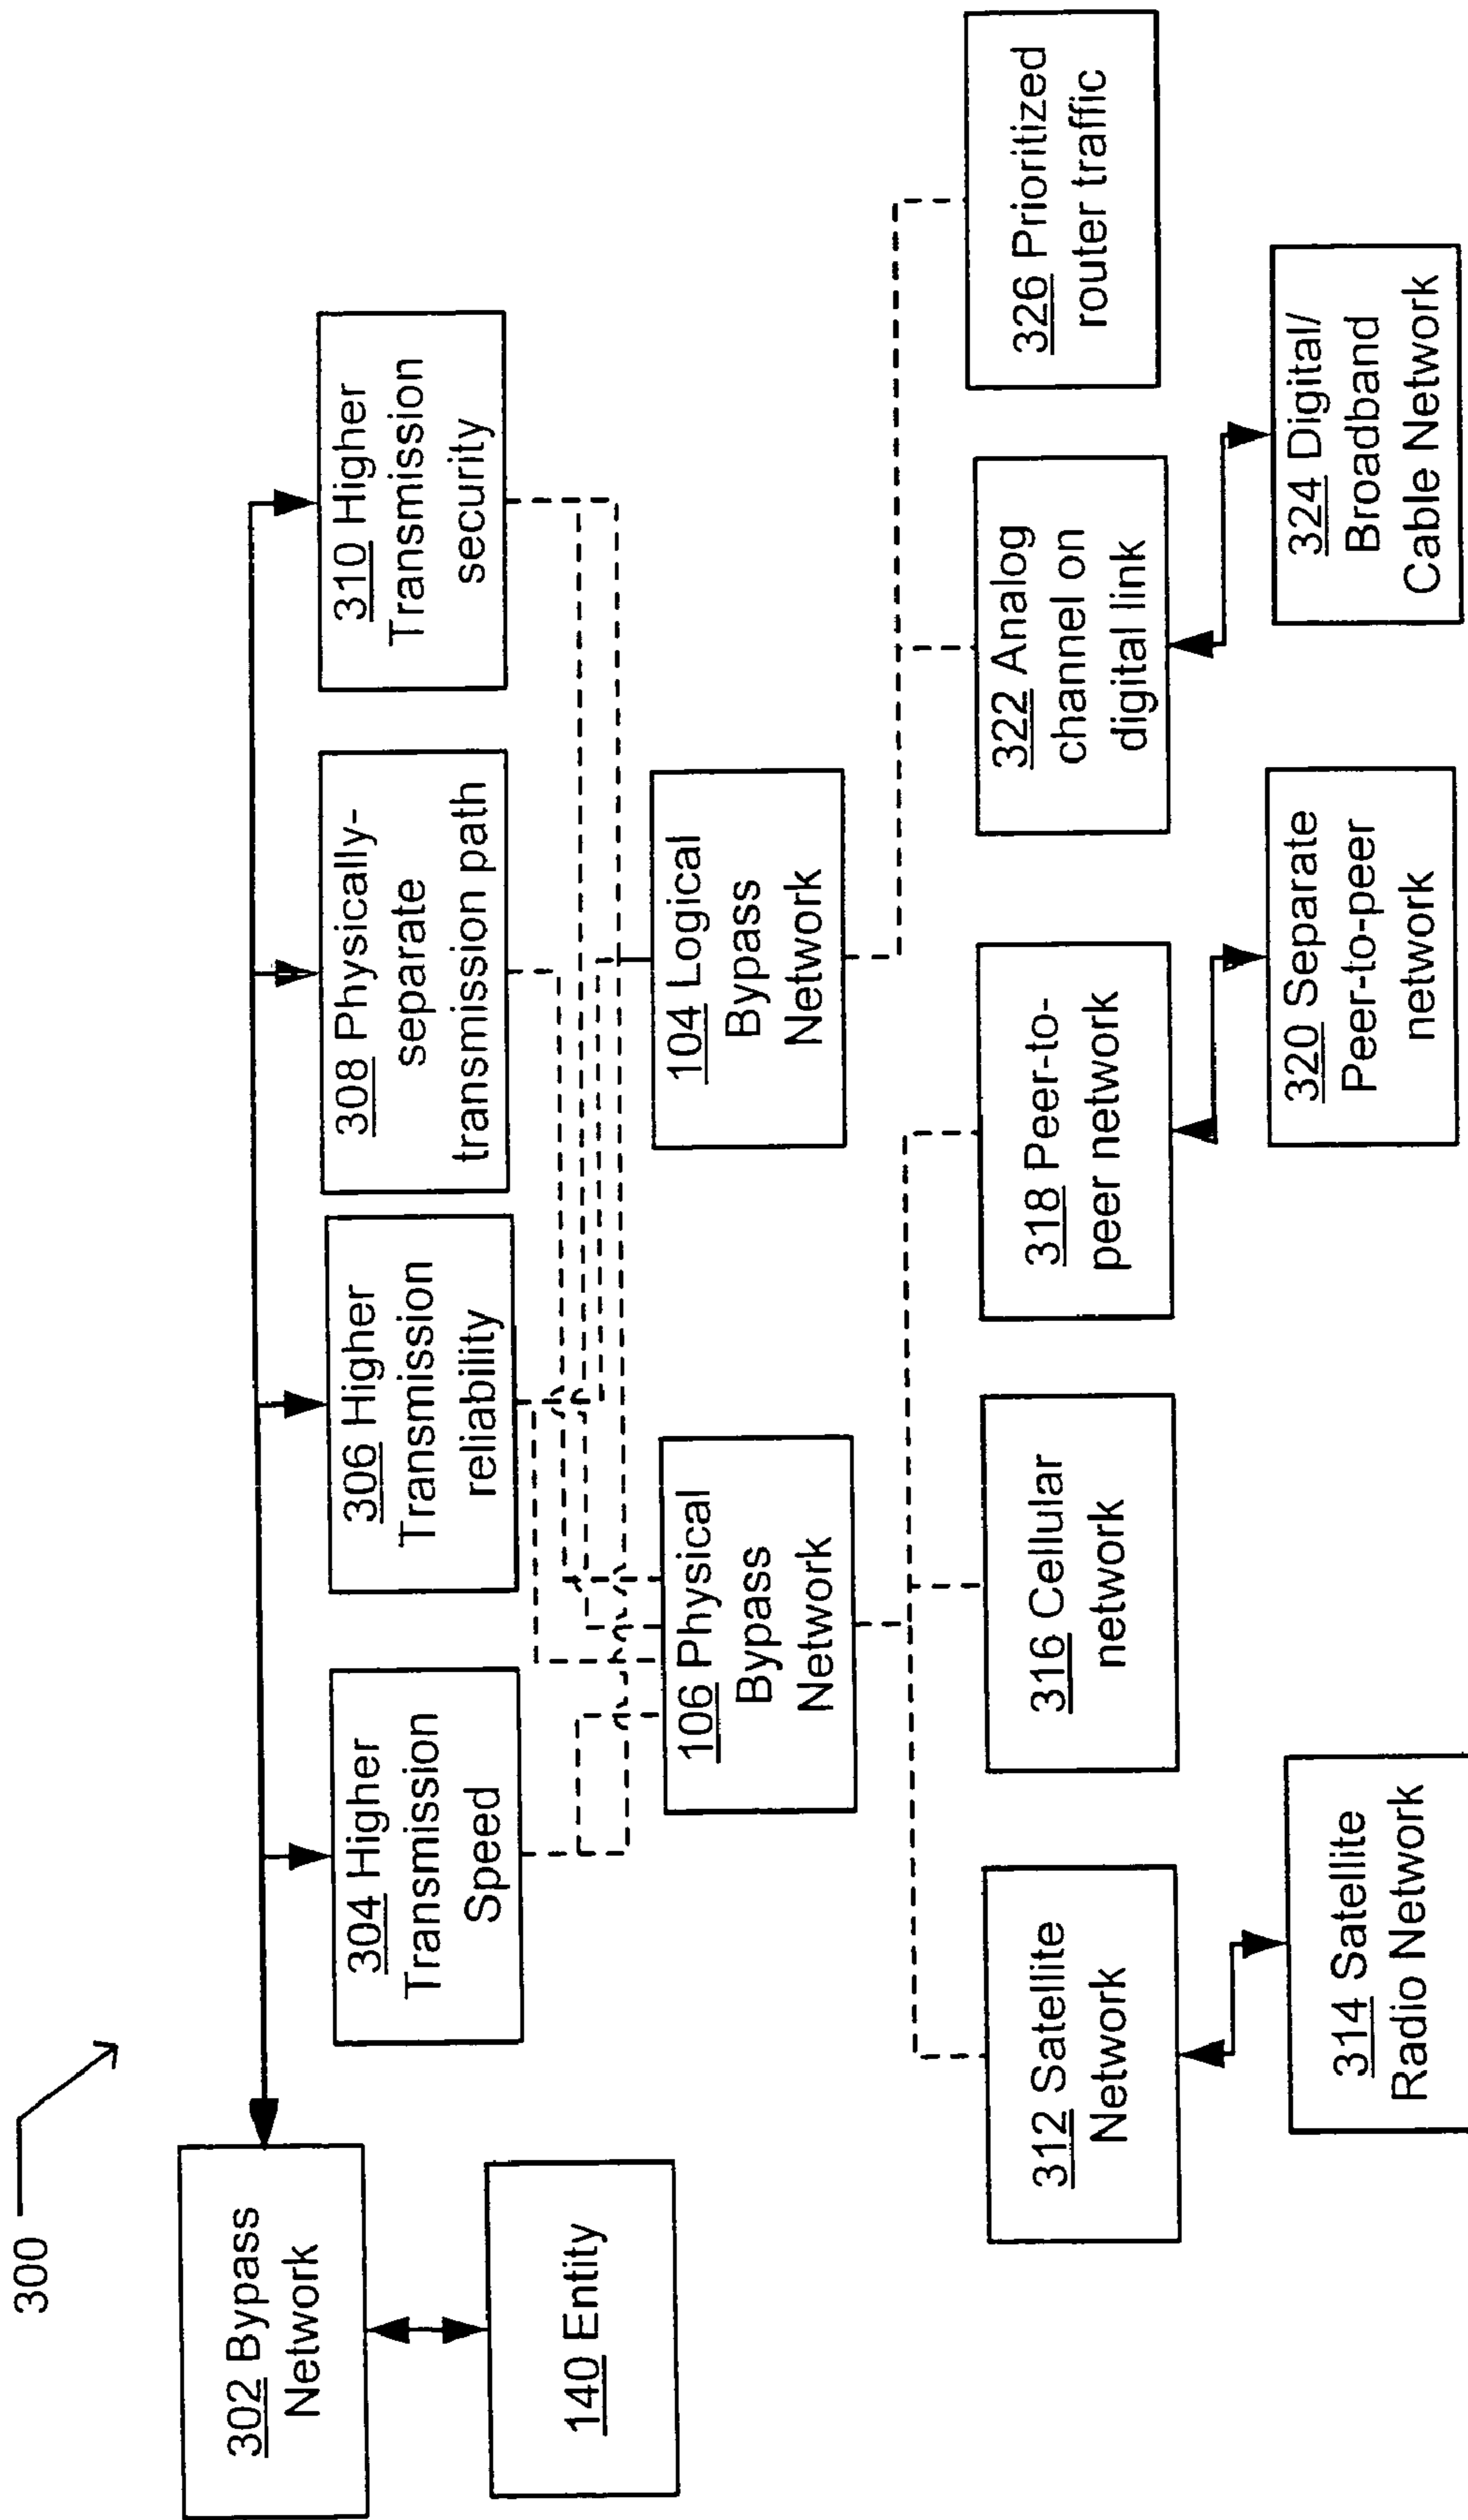 300
302 Bypass
Network
140 Entity
304 Higher
Transmission
Speed
306 Higher
Transmission
reliability
308 Physically-
separate
transmission path
310 Higher
Transmission
security
106 Physical
Bypass
Network
104 Logical
Bypass
Network
312 Satellite
Network
316 Cellular
network
318 Peer-to-
peer network
322 Analog
channel on
digital link
326 Prioritized
router traffic
314 Satellite
Radio Network
320 Separate
Peer-to-peer
network
324 Digital/
Broadband
Cable Network